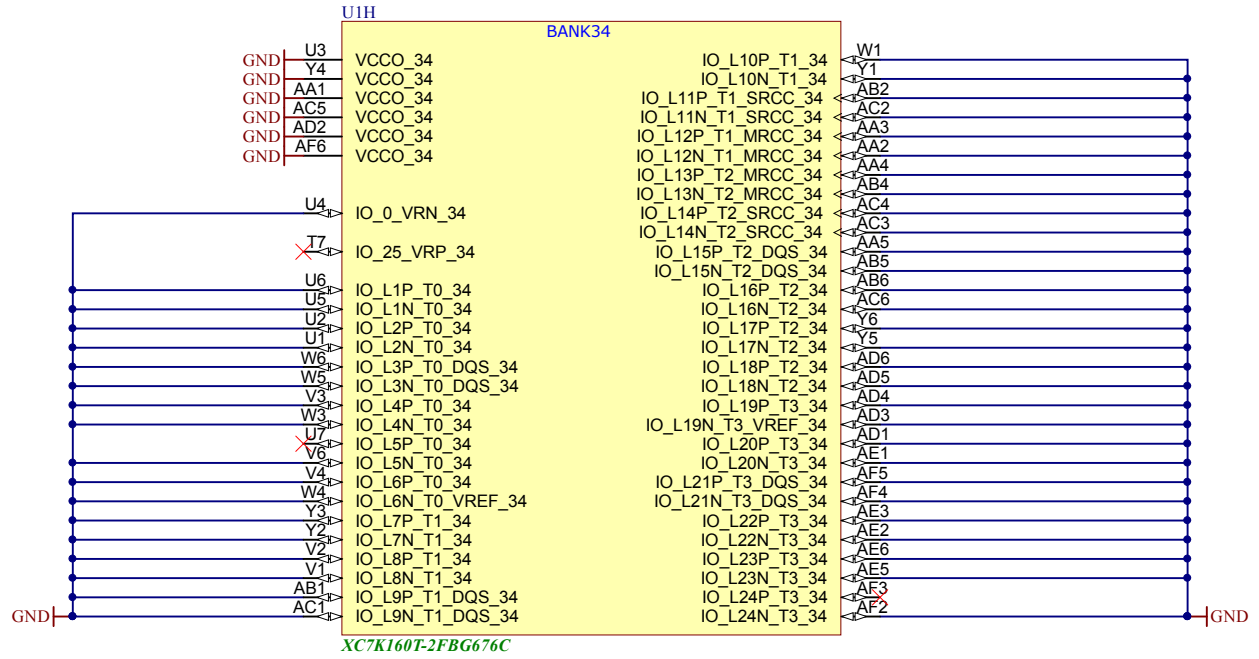 U1H
BANK34
GND U3 VCCO_34 IO_L10P_T1_34 W1
GND Y4 VCCO_34 IO_L10N_T1_34 Y1
GND AA1 VCCO_34 IO_L11P_T1_SRCC_34 AB2
GND AC5 VCCO_34 IO_L11N_T1_SRCC_34 AC2
GND AD2 VCCO_34 IO_L12P_T1_MRCC_34 AA3
GND AF6 VCCO_34 IO_L12N_T1_MRCC_34 AA2
IO_L13P_T2_MRCC_34 AA4
IO_L13N_T2_MRCC_34 AB4
U4 IO_0_VRN_34 IO_L14P_T2_SRCC_34 AC4
IO_L14N_T2_SRCC_34 AC3
T7 IO_25_VRP_34 IO_L15P_T2_DQS_34 AA5
IO_L15N_T2_DQS_34 AB5
U6 IO_L1P_T0_34 IO_L16P_T2_34 AB6
U5 IO_L1N_T0_34 IO_L16N_T2_34 AC6
U2 IO_L2P_T0_34 IO_L17P_T2_34 Y6
U1 IO_L2N_T0_34 IO_L17N_T2_34 Y5
W6 IO_L3P_T0_DQS_34 IO_L18P_T2_34 AD6
W5 IO_L3N_T0_DQS_34 IO_L18N_T2_34 AD5
V3 IO_L4P_T0_34 IO_L19P_T3_34 AD4
W3 IO_L4N_T0_34 IO_L19N_T3_VREF_34 AD3
U7 IO_L5P_T0_34 IO_L20P_T3_34 AD1
V6 IO_L5N_T0_34 IO_L20N_T3_34 AE1
V4 IO_L6P_T0_34 IO_L21P_T3_DQS_34 AF5
W4 IO_L6N_T0_VREF_34 IO_L21N_T3_DQS_34 AF4
Y3 IO_L7P_T1_34 IO_L22P_T3_34 AE3
Y2 IO_L7N_T1_34 IO_L22N_T3_34 AE2
V2 IO_L8P_T1_34 IO_L23P_T3_34 AE6
V1 IO_L8N_T1_34 IO_L23N_T3_34 AE5
AB1 IO_L9P_T1_DQS_34 IO_L24P_T3_34 AF3
GND AC1 IO_L9N_T1_DQS_34 IO_L24N_T3_34 AF2 GND
XC7K160T-2FBG676C